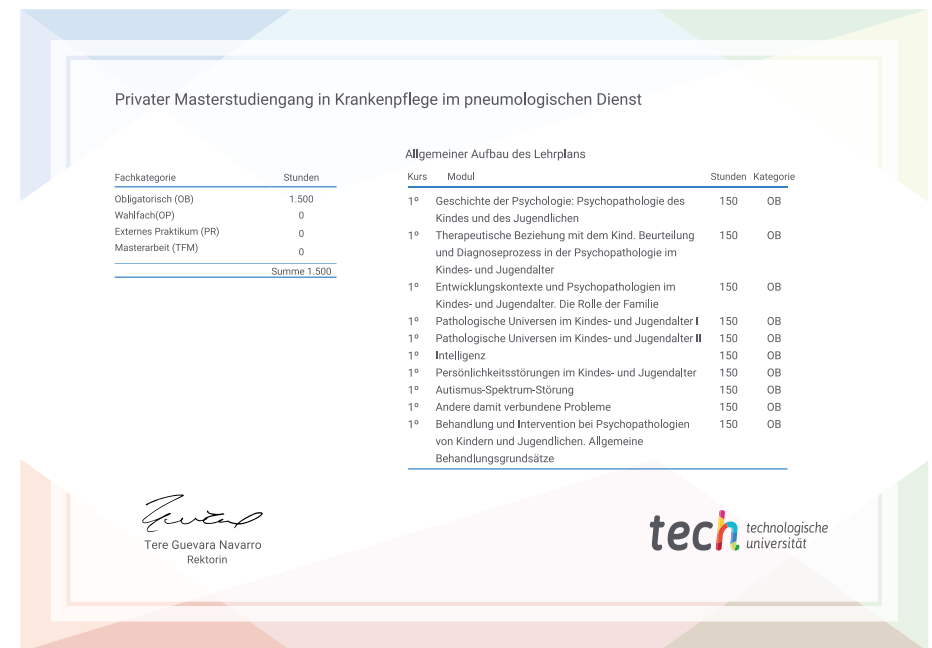 Privater Masterstudiengang in Krankenpflege im pneumologischen Dienst
Fachkategorie Stunden
Obligatorisch (OB) 1.500
Wahlfach(OP) 0
Externes Praktikum (PR) 0
Masterarbeit (TFM) 0
Summe 1.500
Allgemeiner Aufbau des Lehrplans
Kurs Modul Stunden Kategorie
1º Geschichte der Psychologie: Psychopathologie des 150 OB
Kindes und des Jugendlichen
1º Therapeutische Beziehung mit dem Kind. Beurteilung 150 OB
und Diagnoseprozess in der Psychopathologie im
Kindes- und Jugendalter
1º Entwicklungskontexte und Psychopathologien im 150 OB
Kindes- und Jugendalter. Die Rolle der Familie
1º Pathologische Universen im Kindes- und Jugendalter I 150 OB
1º Pathologische Universen im Kindes- und Jugendalter II 150 OB
1º Intelligenz 150 OB
1º Persönlichkeitsstörungen im Kindes- und Jugendalter 150 OB
1º Autismus-Spektrum-Störung 150 OB
1º Andere damit verbundene Probleme 150 OB
1º Behandlung und Intervention bei Psychopathologien 150 OB
von Kindern und Jugendlichen. Allgemeine
Behandlungsgrundsätze
Tere Guevara Navarro
Rektorin
tech technologische
universität